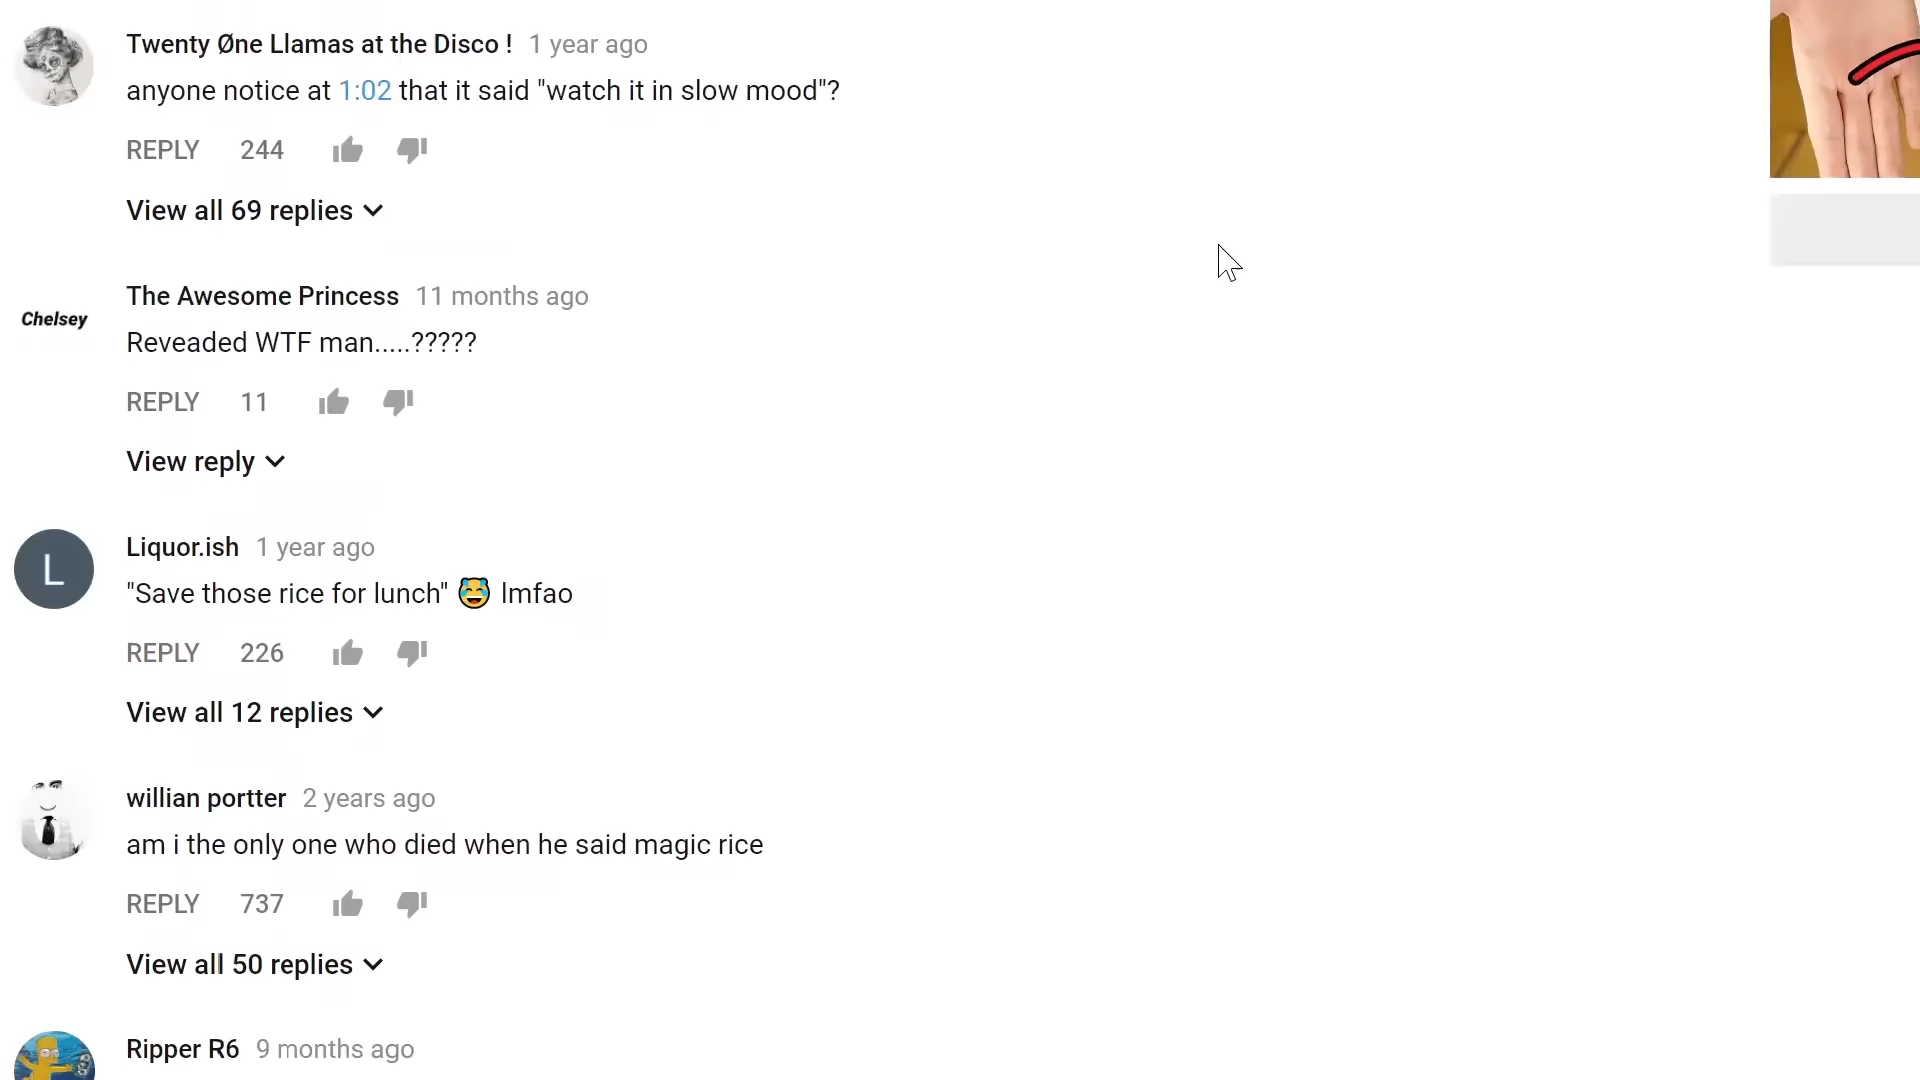 Twenty Øne Llamas at the Disco ! 1 year ago
anyone notice at 1:02 that it said "watch it in slow mood"?
REPLY 244
View all 69 replies
Chelsey
The Awesome Princess 11 months ago
Reveaded WTF man.....?????
REPLY 11
View reply
L
Liquor.ish 1 year ago
"Save those rice for lunch" 😂 lmfao
REPLY 226
View all 12 replies
willian portter 2 years ago
am i the only one who died when he said magic rice
REPLY 737
View all 50 replies
Ripper R6 9 months ago